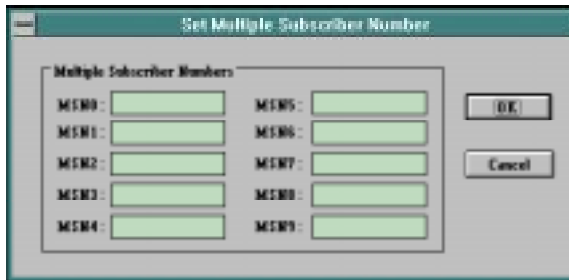 Set Multiple Subscriber Number
Multiple Subscriber Numbers
MSN0:
MSN1:
MSN2:
MSN3:
MSN4:
MSN5:
MSN6:
MSN7:
MSN8:
MSN9:
OK
Cancel